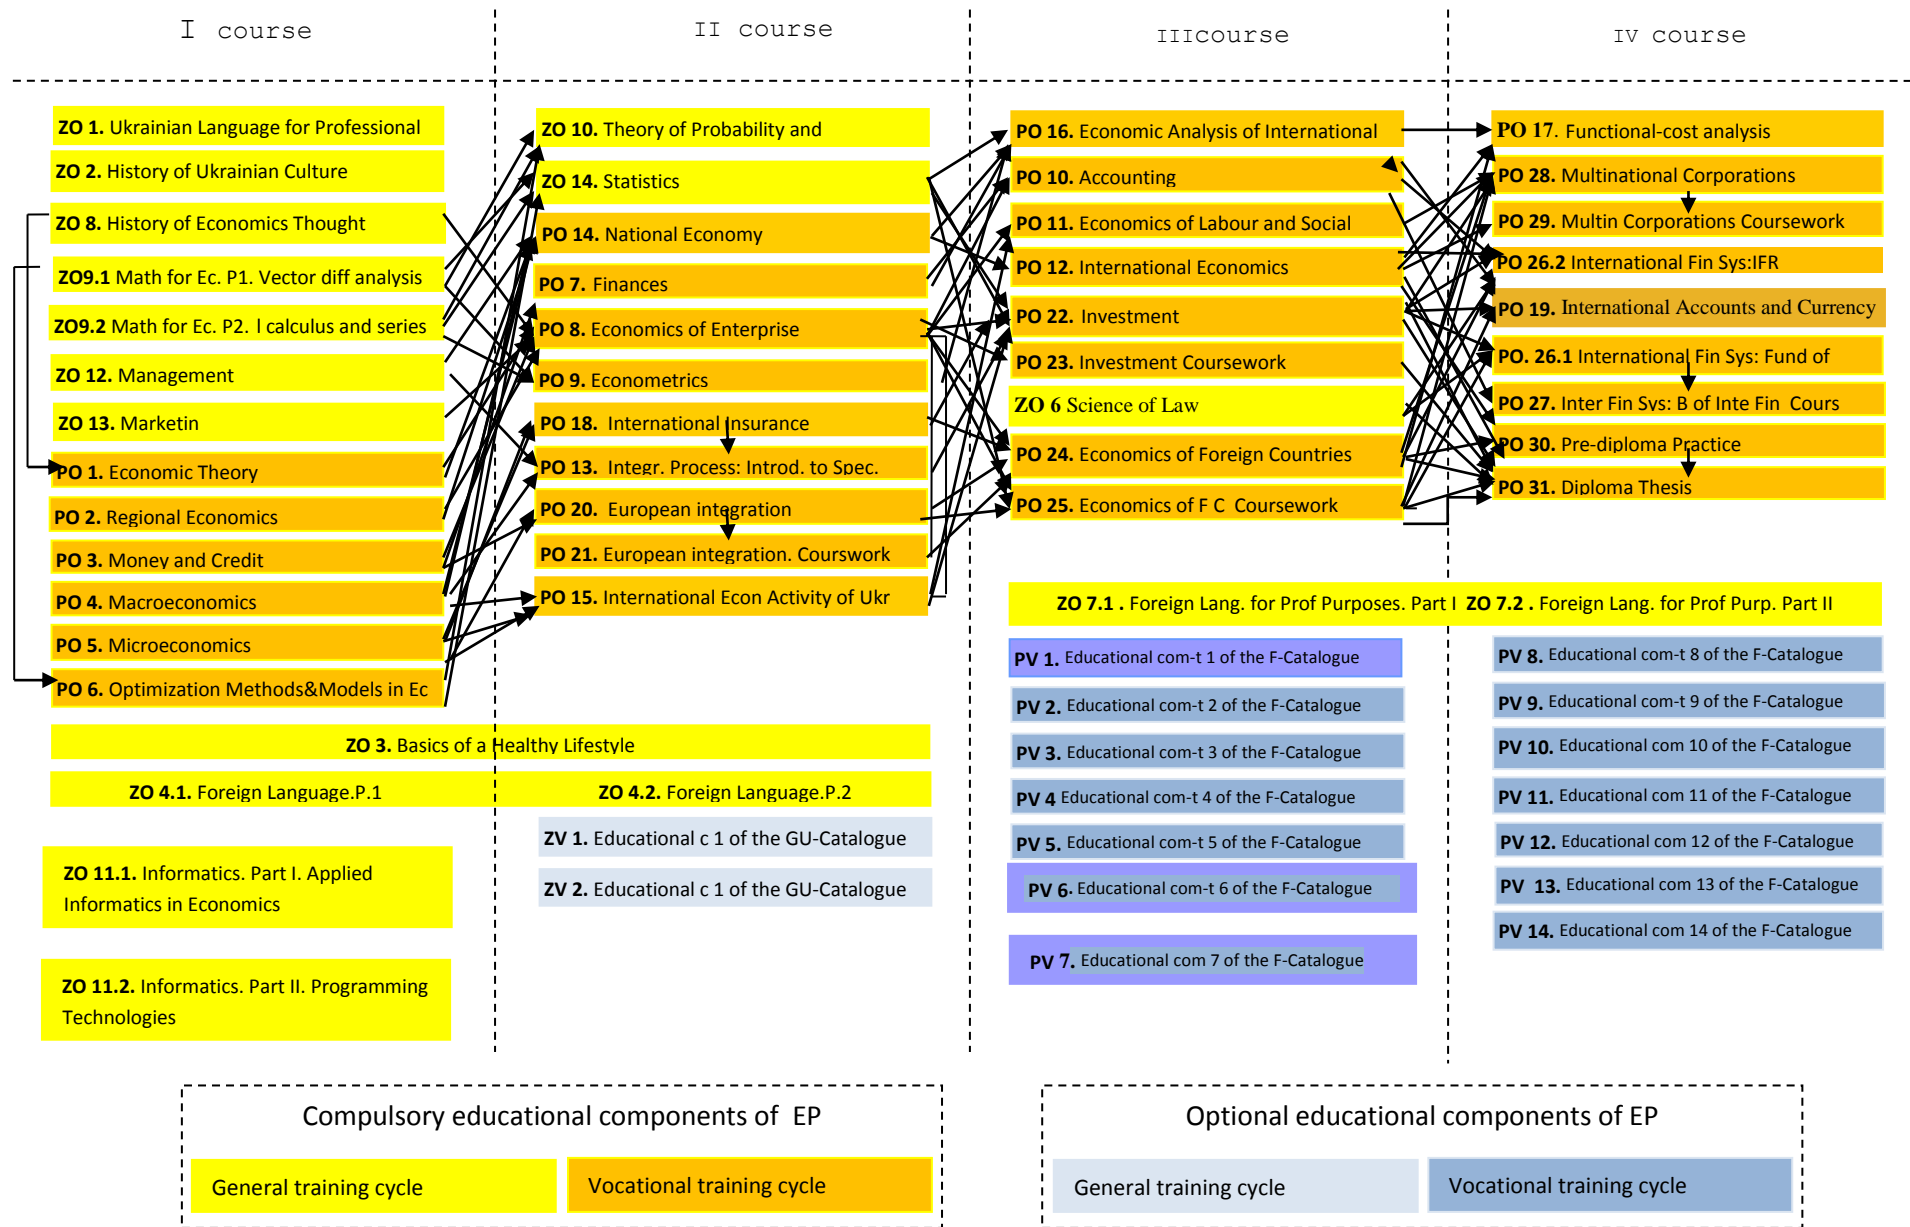 I course
II course
IIIcourse
IV course
ZO 1. Ukrainian Language for Professional
ZO 2. History of Ukrainian Culture
ZO 8. History of Economics Thought
ZO9.1 Math for Ec. P1. Vector diff analysis
ZO9.2 Math for Ec. P2. I calculus and series
ZO 12. Management
ZO 13. Marketin
PO 1. Economic Theory
PO 2. Regional Economics
PO 3. Money and Credit
PO 4. Macroeconomics
PO 5. Microeconomics
PO 6. Optimization Methods&Models in Ec
ZO 10. Theory of Probability and
ZO 14. Statistics
PO 14. National Economy
PO 7. Finances
PO 8. Economics of Enterprise
PO 9. Econometrics
PO 18. International Insurance
PO 13. Integr. Process: Introd. to Spec.
PO 20. European integration
PO 21. European integration. Courswork
PO 15. International Econ Activity of Ukr
PO 16. Economic Analysis of International
PO 10. Accounting
PO 11. Economics of Labour and Social
PO 12. International Economics
PO 22. Investment
PO 23. Investment Coursework
ZO 6 Science of Law
PO 24. Economics of Foreign Countries
PO 25. Economics of F C Coursework
PO 17. Functional-cost analysis
PO 28. Multinational Corporations
PO 29. Multin Corporations Coursework
PO 26.2 International Fin Sys:IFR
PO 19. International Accounts and Currency
PO. 26.1 International Fin Sys: Fund of
PO 27. Inter Fin Sys: B of Inte Fin Cours
PO 30. Pre-diploma Practice
PO 31. Diploma Thesis
ZO 3. Basics of a Healthy Lifestyle
ZO 4.1. Foreign Language.P.1
ZO 4.2. Foreign Language.P.2
ZV 1. Educational c 1 of the GU-Catalogue
ZV 2. Educational c 1 of the GU-Catalogue
ZO 11.1. Informatics. Part I. Applied
Informatics in Economics
ZO 11.2. Informatics. Part II. Programming
Technologies
ZO 7.1 . Foreign Lang. for Prof Purposes. Part I
ZO 7.2 . Foreign Lang. for Prof Purp. Part II
PV 1. Educational com-t 1 of the F-Catalogue
PV 2. Educational com-t 2 of the F-Catalogue
PV 3. Educational com-t 3 of the F-Catalogue
PV 4 Educational com-t 4 of the F-Catalogue
PV 5. Educational com-t 5 of the F-Catalogue
PV 6. Educational com-t 6 of the F-Catalogue
PV 7. Educational com 7 of the F-Catalogue
PV 8. Educational com-t 8 of the F-Catalogue
PV 9. Educational com-t 9 of the F-Catalogue
PV 10. Educational com 10 of the F-Catalogue
PV 11. Educational com 11 of the F-Catalogue
PV 12. Educational com 12 of the F-Catalogue
PV 13. Educational com 13 of the F-Catalogue
PV 14. Educational com 14 of the F-Catalogue
Compulsory educational components of EP
General training cycle
Vocational training cycle
Optional educational components of EP
General training cycle
Vocational training cycle